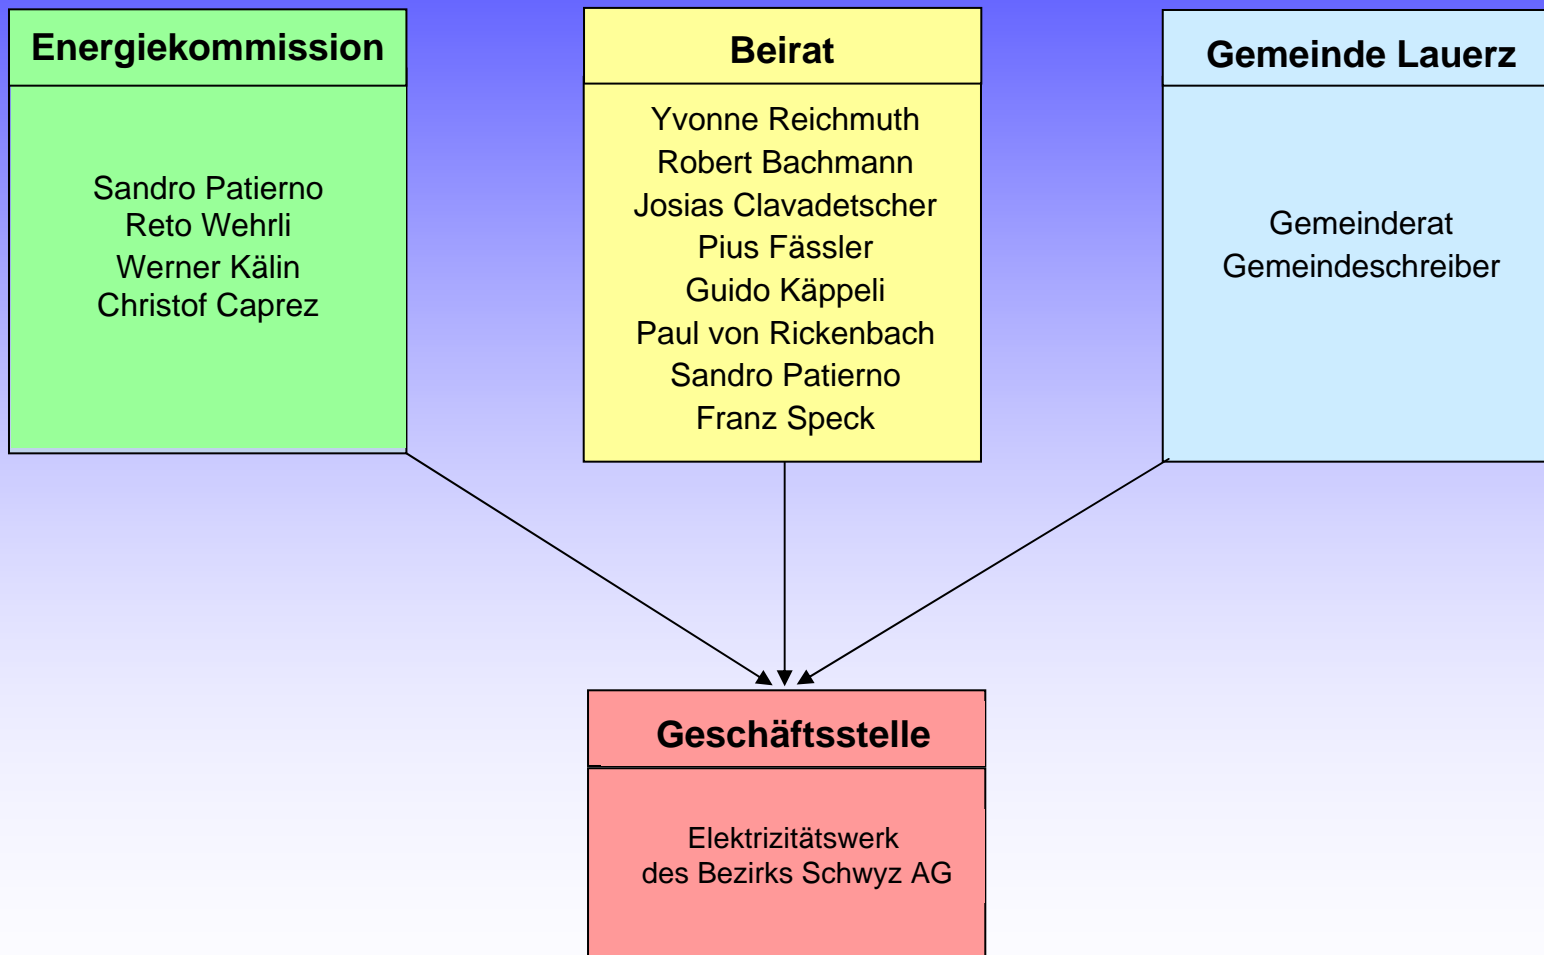 Energiekommission
Sandro Patierno
Reto Wehrli
Werner Kälin
Christof Caprez
Beirat
Yvonne Reichmuth
Robert Bachmann
Josias Clavadetscher
Pius Fässler
Guido Käppeli
Paul von Rickenbach
Sandro Patierno
Franz Speck
Gemeinde Lauerz
Gemeinderat
Gemeindeschreiber
Geschäftsstelle
Elektrizitätswerk
des Bezirks Schwyz AG